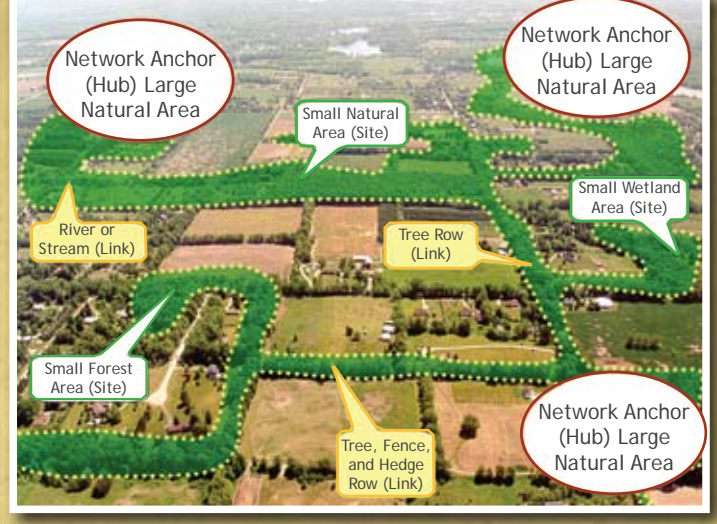 Network Anchor
(Hub) Large
Natural Area
Network Anchor
(Hub) Large
Natural Area
Small Natural
Area (Site)
Small Wetland
Area (Site)
River or
Stream (Link)
Tree Row
(Link)
Small Forest
Area (Site)
Tree, Fence,
and Hedge
Row (Link)
Network Anchor
(Hub) Large
Natural Area